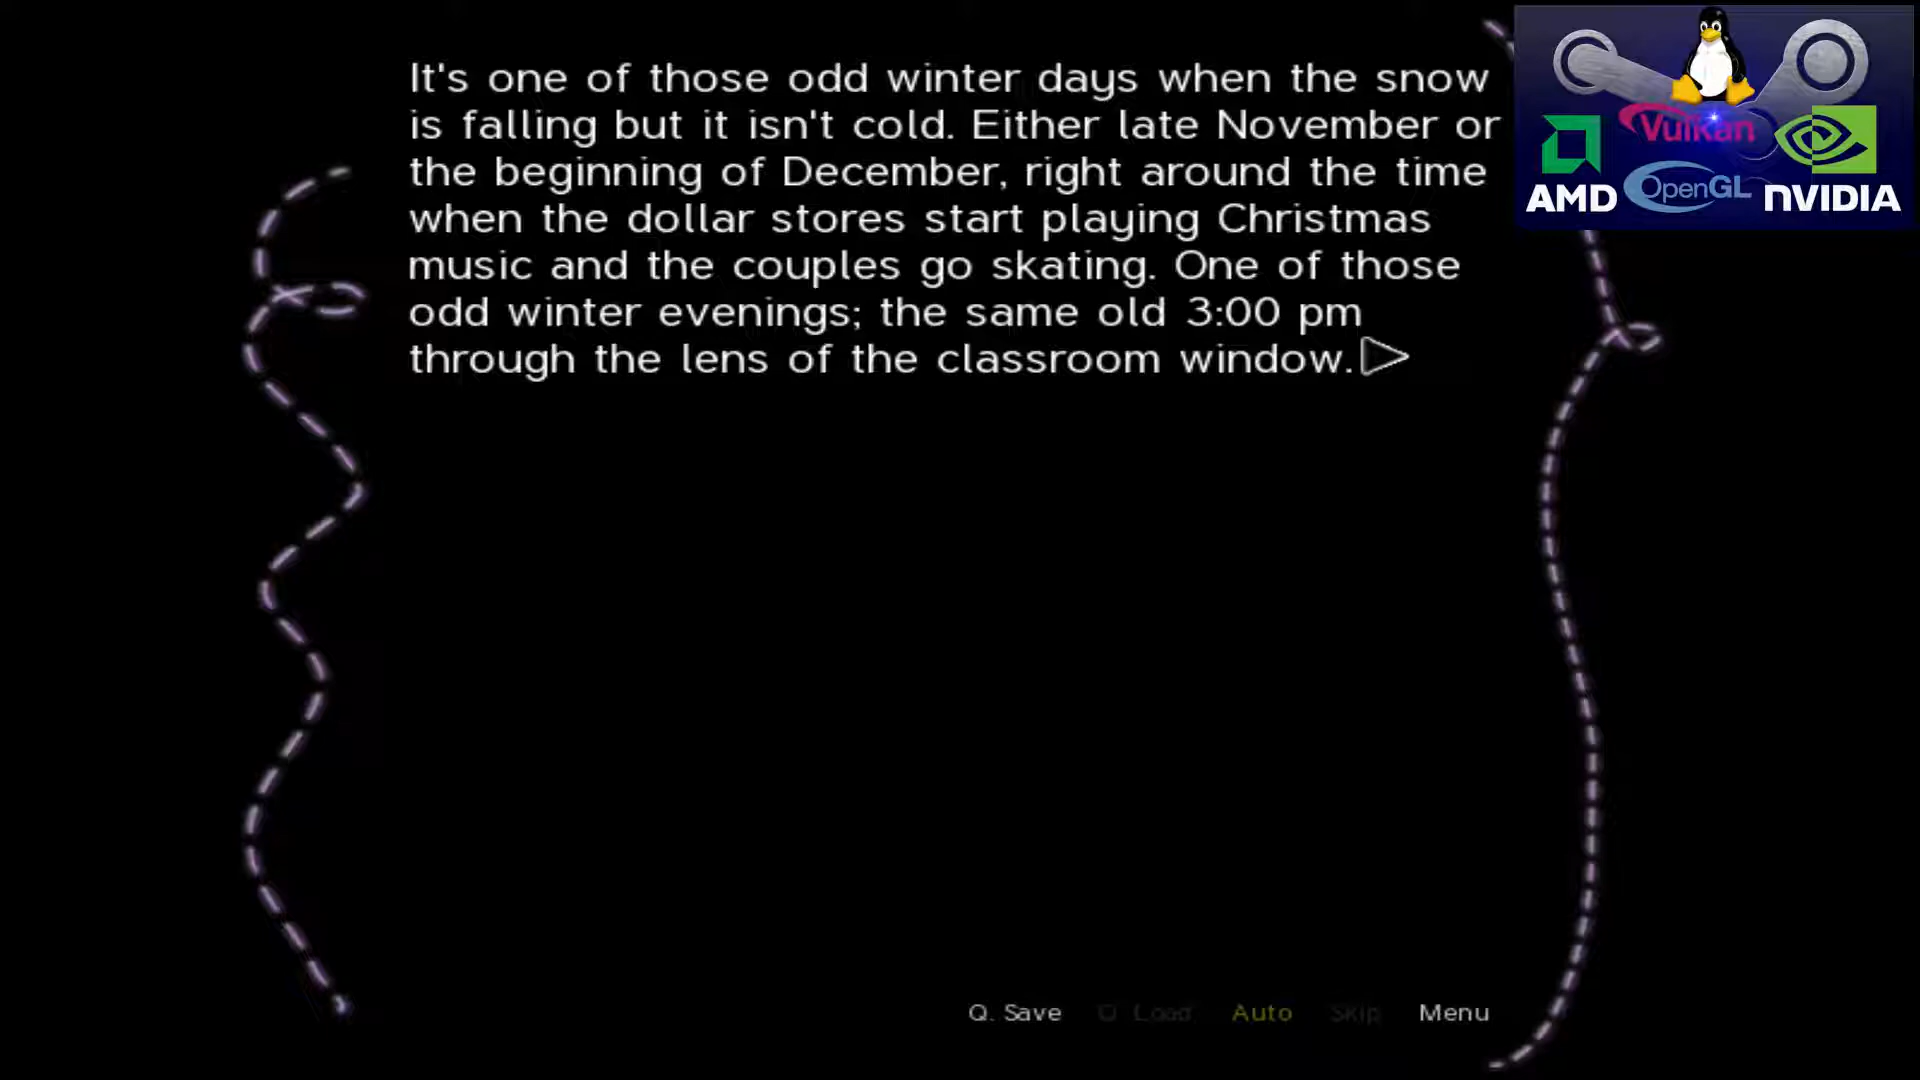 It's one of those odd winter days when the snow
is falling but it isn't cold. Either late November or
the beginning of December, right around the time
when the dollar stores start playing Christmas
music and the couples go skating. One of those
odd winter evenings; the same old 3:00 pm
through the lens of the classroom window.
Vulkan
AMD
OpenGL
NVIDIA
Q. Save
Q. Load
Auto
Skip
Menu